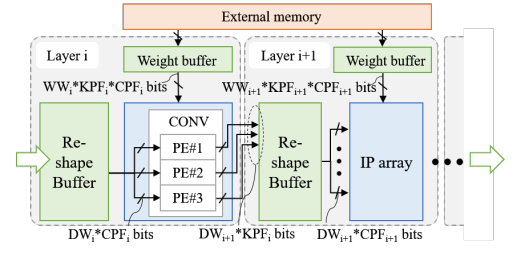 External memory
Layer i
Weight buffer
Layer i+1
Weight buffer
WWi*KPFi*CPFi bits
WWi+1*KPFi+1*CPFi+1 bits
Re-
shape
Buffer
CONV
PE#1
PE#2
PE#3
Re-
shape
Buffer
IP array
DWi*CPFi bits
DWi+1*KPFi bits
DWi+1*CPFi+1 bits